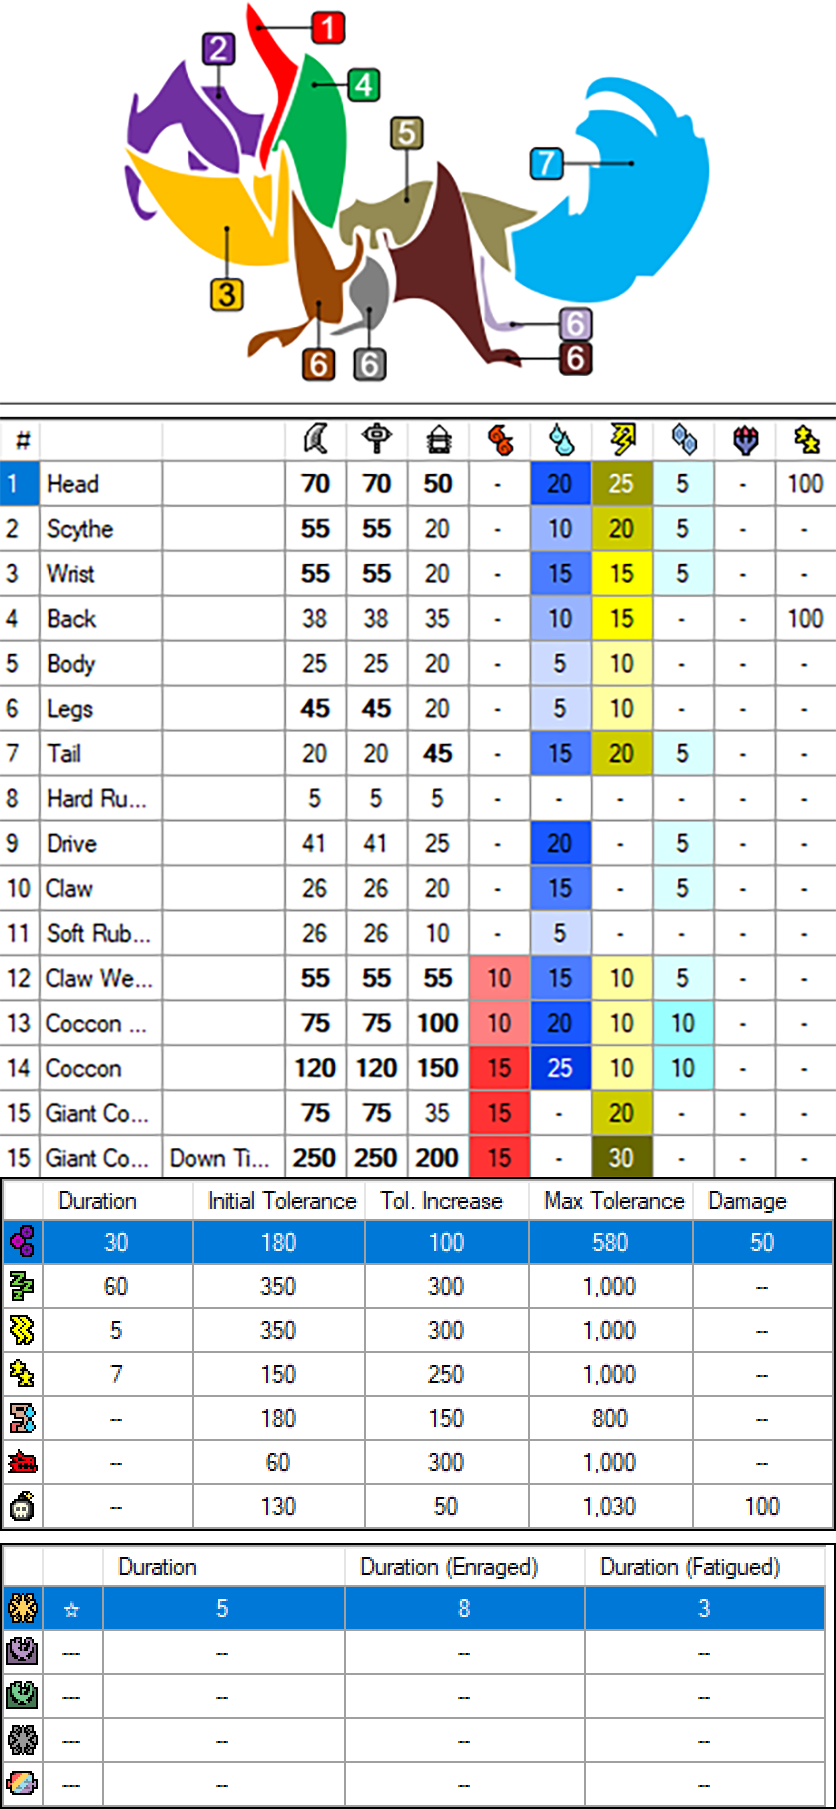 1
2
4
5
7
3
6
6
6
6
#
1 Head 70 70 50 - 20 25 5 - 100
2 Scythe 55 55 20 - 10 20 5 - -
3 Wrist 55 55 20 - 15 15 5 - -
4 Back 38 38 35 - 10 15 - - 100
5 Body 25 25 20 - 5 10 - - -
6 Legs 45 45 20 - 5 10 - - -
7 Tail 20 20 45 - 15 20 5 - -
8 Hard Ru... 5 5 5 - - - - - -
9 Drive 41 41 25 - 20 - 5 - -
10 Claw 26 26 20 - 15 - 5 - -
11 Soft Rub... 26 26 10 - 5 - - - -
12 Claw We... 55 55 55 10 15 10 5 - -
13 Coccon ... 75 75 100 10 20 10 10 - -
14 Coccon 120 120 150 15 25 10 10 - -
15 Giant Co... 75 75 35 15 - 20 - - -
15 Giant Co... Down Ti... 250 250 200 15 - 30 - - -
Duration Initial Tolerance Tol. Increase Max Tolerance Damage
30 180 100 580 50
60 350 300 1,000 --
5 350 300 1,000 --
7 150 250 1,000 --
-- 180 150 800 --
-- 60 300 1,000 --
-- 130 50 1,030 100
Duration Duration (Enraged) Duration (Fatigued)
☆ 5 8 3
--- -- -- --
--- -- -- --
--- -- -- --
--- -- -- --